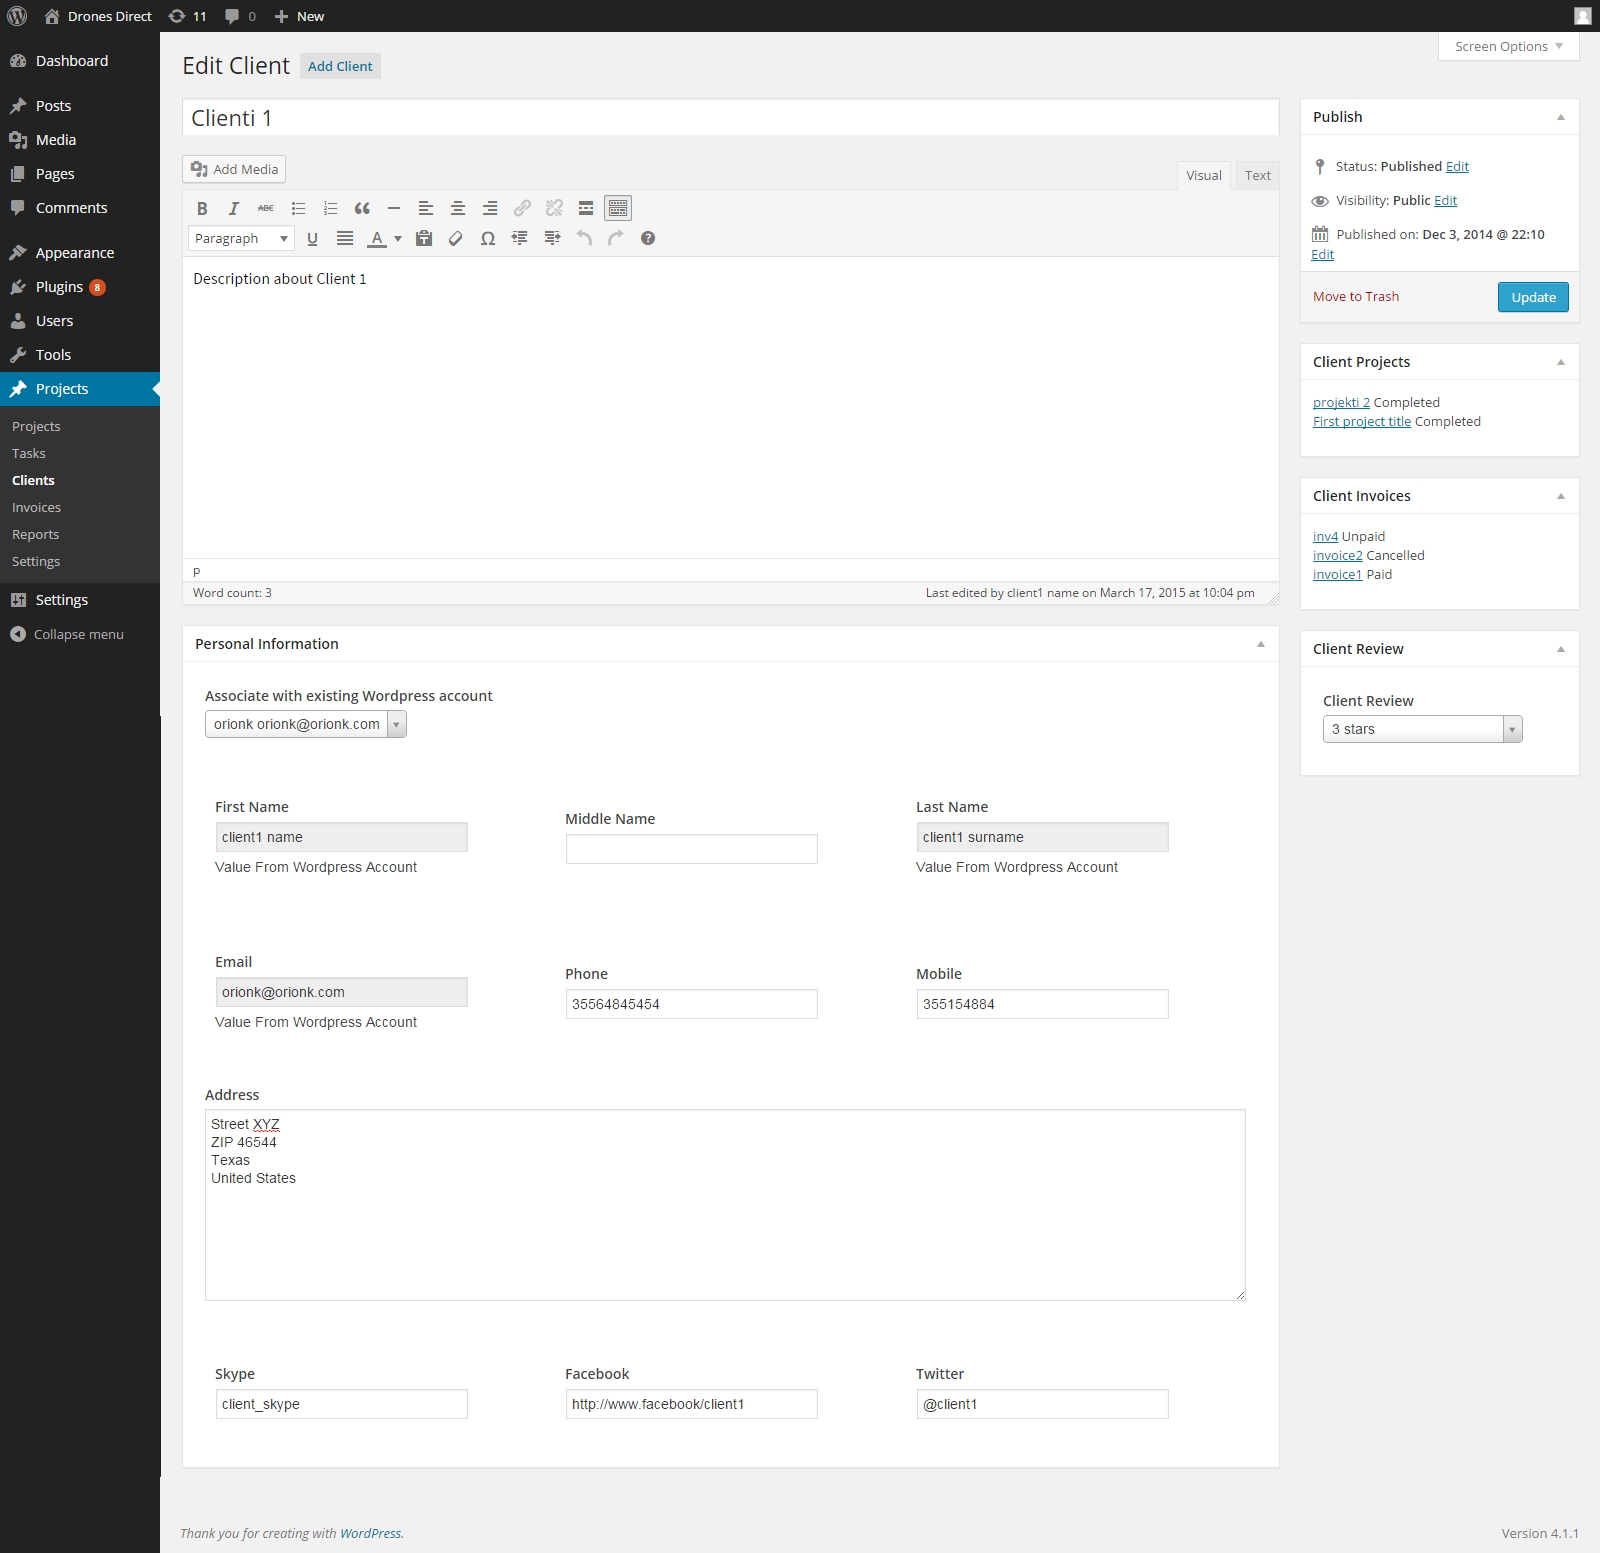 Drones Direct 11 0 New
Screen Options
Dashboard
Posts
Media
Pages
Comments
Appearance
Plugins 8
Users
Tools
Projects
Projects
Tasks
Clients
Invoices
Reports
Settings
Settings
Collapse menu
Edit Client Add Client
Clienti 1
Add Media
Visual Text
B I ABC
Paragraph U A Ω ?
Description about Client 1
p
Word count: 3 Last edited by client1 name on March 17, 2015 at 10:04 pm
Personal Information
Associate with existing Wordpress account
orionk orionk@orionk.com
First Name Middle Name Last Name
client1 name client1 surname
Value From Wordpress Account Value From Wordpress Account
Email Phone Mobile
orionk@orionk.com 35564845454 355154884
Value From Wordpress Account
Address
Street XYZ
ZIP 46544
Texas
United States
Skype Facebook Twitter
client_skype http://www.facebook/client1 @client1
Publish
Status: Published Edit
Visibility: Public Edit
Published on: Dec 3, 2014 @ 22:10
Edit
Move to Trash Update
Client Projects
projekti 2 Completed
First project title Completed
Client Invoices
inv4 Unpaid
invoice2 Cancelled
invoice1 Paid
Client Review
Client Review
3 stars
Thank you for creating with WordPress. Version 4.1.1